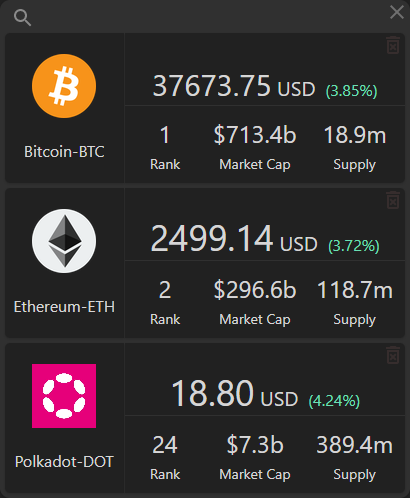 37673.75 USD (3.85%)
Bitcoin-BTC
1 $713.4b 18.9m
Rank Market Cap Supply
2499.14 USD (3.72%)
Ethereum-ETH
2 $296.6b 118.7m
Rank Market Cap Supply
18.80 USD (4.24%)
Polkadot-DOT
24 $7.3b 389.4m
Rank Market Cap Supply